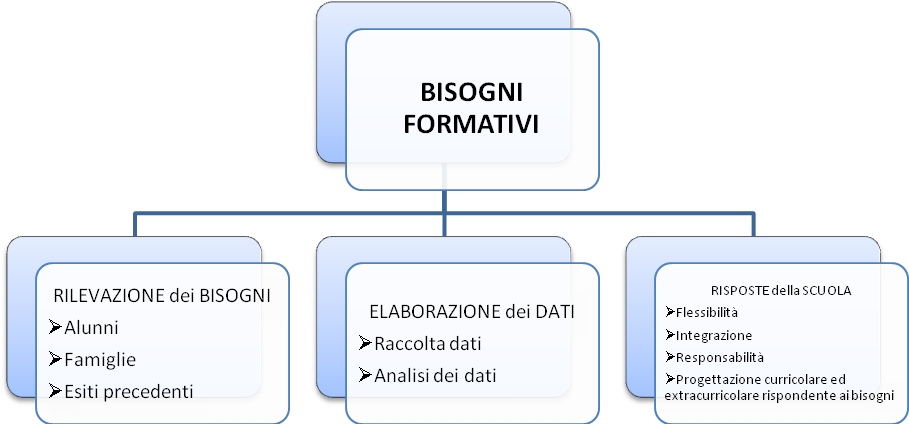 BISOGNI
FORMATIVI
RILEVAZIONE dei BISOGNI
➢Alunni
➢Famiglie
➢Esiti precedenti
ELABORAZIONE dei DATI
➢Raccolta dati
➢Analisi dei dati
RISPOSTE della SCUOLA
➢Flessibilità
➢Integrazione
➢Responsabilità
➢Progettazione curricolare ed
extracurricolare rispondente ai bisogni